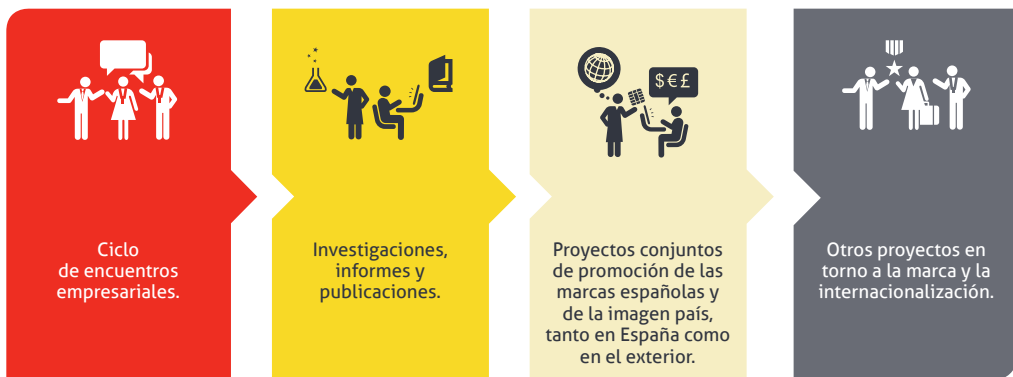 $€£
Ciclo
de encuentros
empresariales.
Investigaciones,
informes y
publicaciones.
Proyectos conjuntos
de promoción de las
marcas españolas y
de la imagen país,
tanto en España como
en el exterior.
Otros proyectos en
torno a la marca y la
internacionalización.